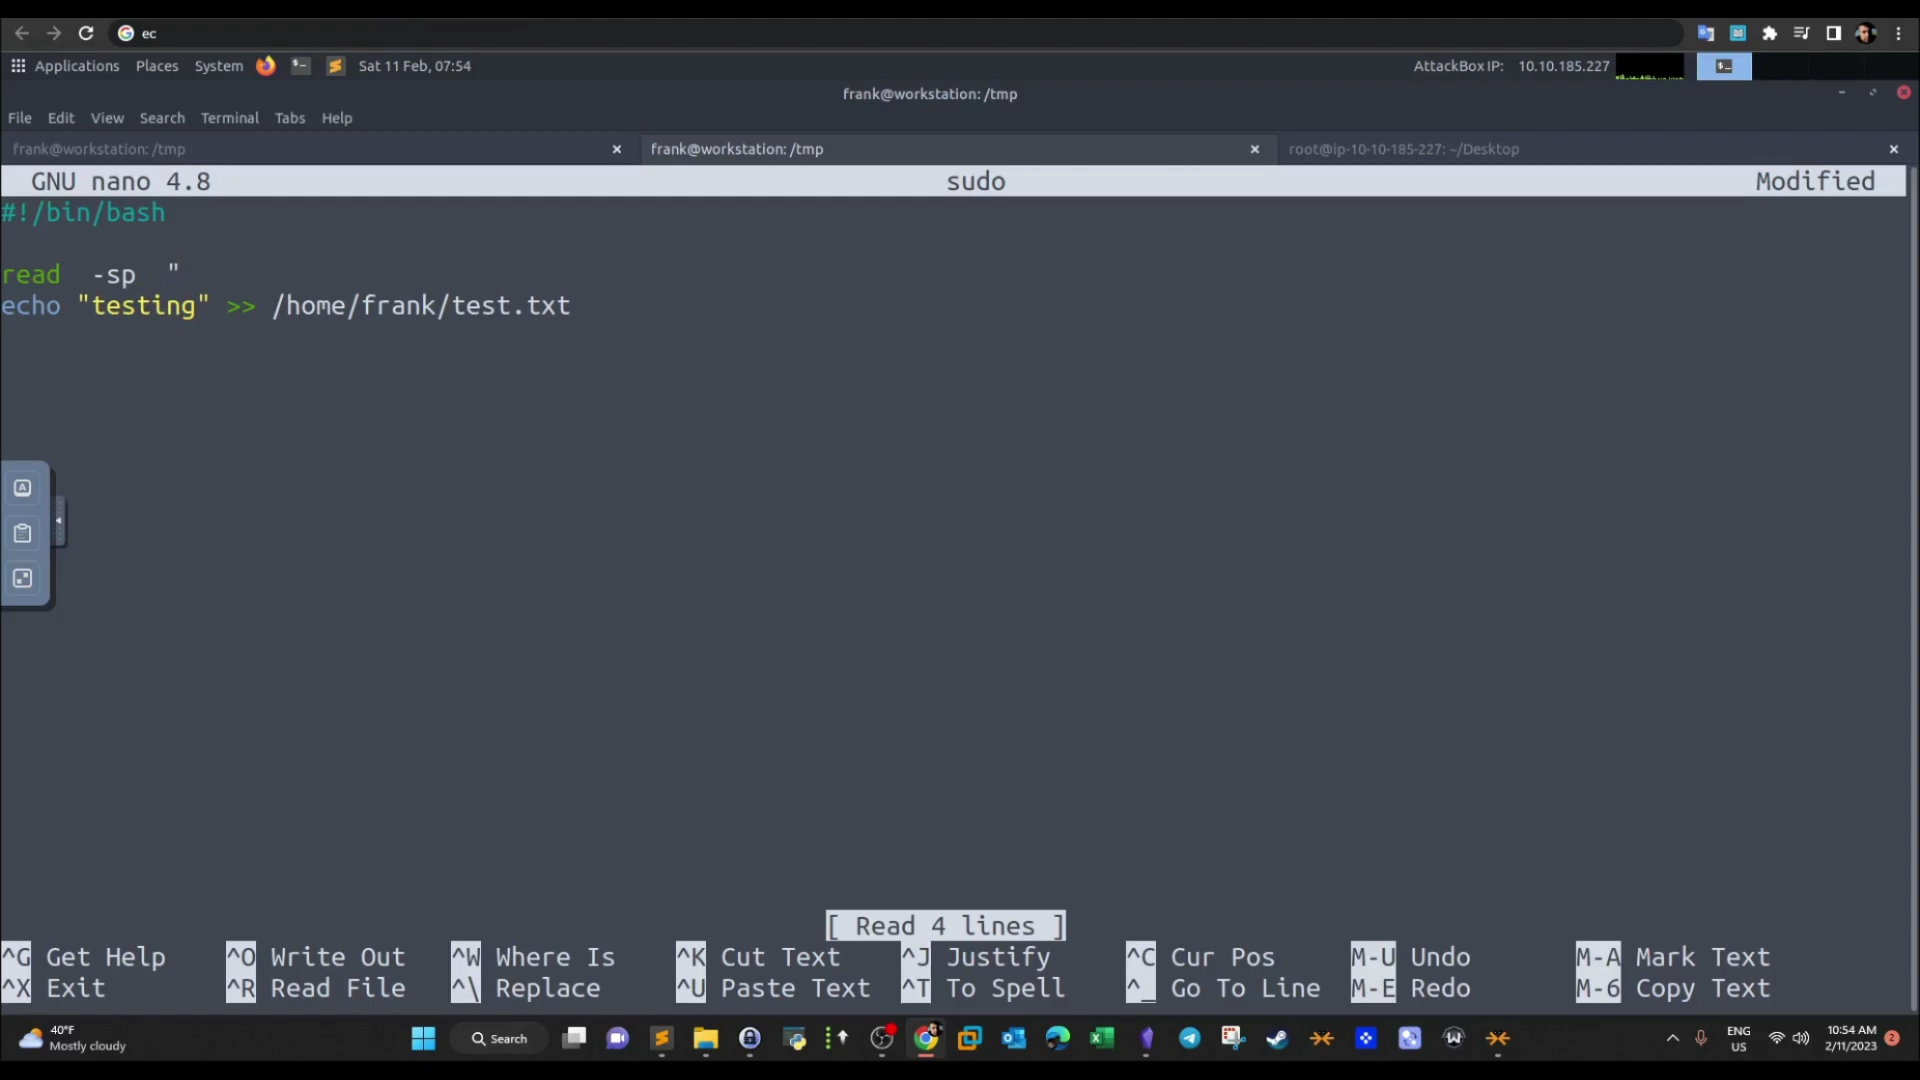 ec
Applications Places System Sat 11 Feb, 07:54 AttackBox IP: 10.10.185.227
frank@workstation: /tmp
File Edit View Search Terminal Tabs Help
frank@workstation: /tmp × frank@workstation: /tmp × root@ip-10-10-185-227: ~/Desktop ×
GNU nano 4.8 sudo Modified
#!/bin/bash
read  -sp  "
echo "testing" >> /home/frank/test.txt
[ Read 4 lines ]
^G Get Help ^O Write Out ^W Where Is ^K Cut Text ^J Justify ^C Cur Pos M-U Undo M-A Mark Text
^X Exit ^R Read File ^\ Replace ^U Paste Text ^T To Spell ^_ Go To Line M-E Redo M-6 Copy Text
40°F
Mostly cloudy
Search
ENG
US
10:54 AM
2/11/2023
2